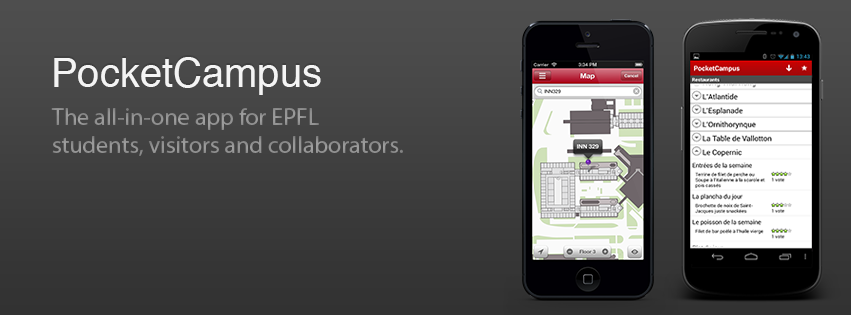 PocketCampus
The all-in-one app for EPFL
students, visitors and collaborators.
Carrier
3:34 PM
Map
Cancel
INN329
INN 329
Floor 3
13:43
PocketCampus
Restaurants
L'Atlantide
L'Esplanade
L'Ornithorynque
La Table de Vallotton
Le Copernic
Entrées de la semaine
Terrine de filet de perche ou
Soupe à l'italienne à la scarole et
pois cassés
1 vote
La plancha du jour
Brochette de noix de Saint-
Jacques juste snackées
1 vote
Le poisson de la semaine
Filet de bar poêlé à l'huile vierge
1 vote